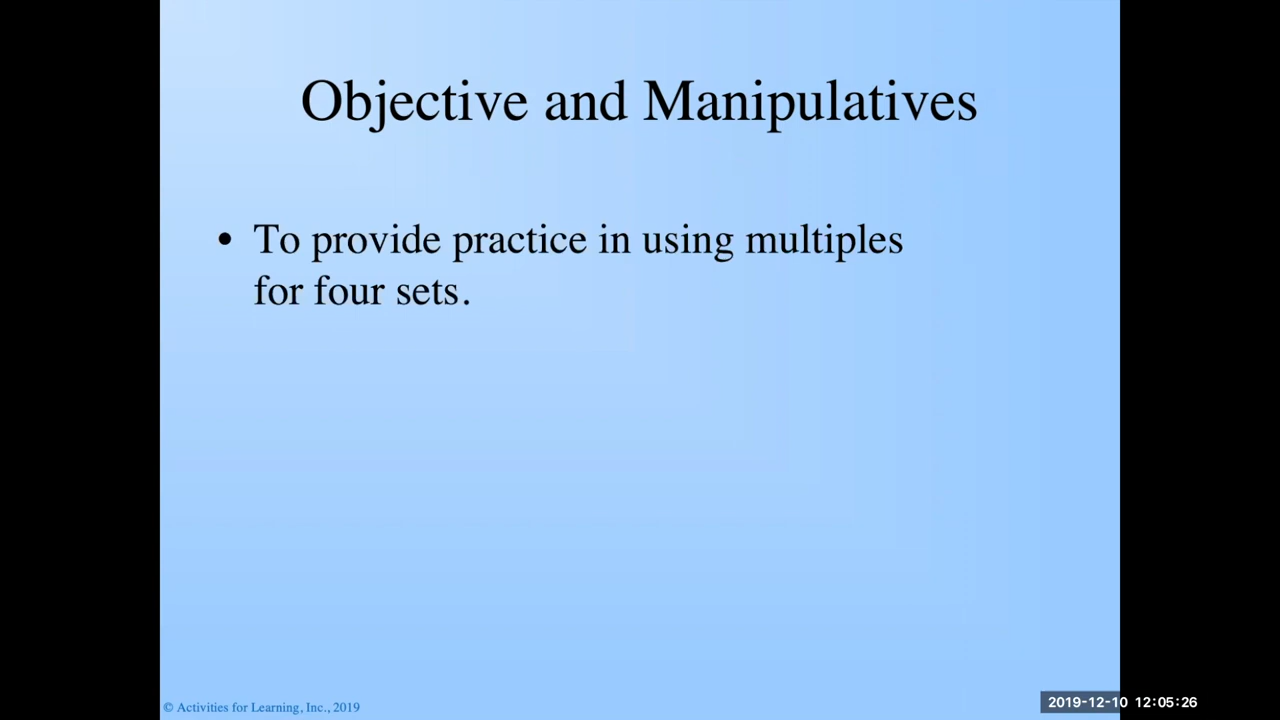 Objective and Manipulatives
• To provide practice in using multiples
for four sets.
© Activities for Learning, Inc., 2019
2019-12-10 12:05:26